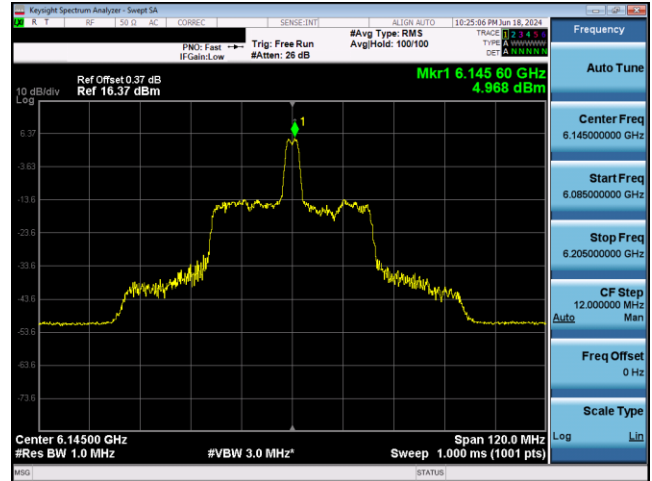 Keysight Spectrum Analyzer - Swept SA
R T RF 50 Ω AC CORREC SENSE:INT ALIGN AUTO 10:25:06 PM Jun 18, 2024
#Avg Type: RMS TRACE 1 2 3 4 5 6
PNO: Fast Trig: Free Run Avg|Hold: 100/100 TYPE A WWWWW
IFGain:Low #Atten: 26 dB DET A N N N N N
Mkr1 6.145 60 GHz
Ref Offset 0.37 dB
10 dB/div Ref 16.37 dBm 4.968 dBm
Log
1
6.37
-3.63
-13.6
-23.6
-33.6
-43.6
-53.6
-63.6
-73.6
Center 6.14500 GHz Span 120.0 MHz
#Res BW 1.0 MHz #VBW 3.0 MHz* Sweep 1.000 ms (1001 pts)
MSG STATUS
Frequency
Auto Tune
Center Freq
6.145000000 GHz
Start Freq
6.085000000 GHz
Stop Freq
6.205000000 GHz
CF Step
12.000000 MHz
Auto Man
Freq Offset
0 Hz
Scale Type
Log Lin